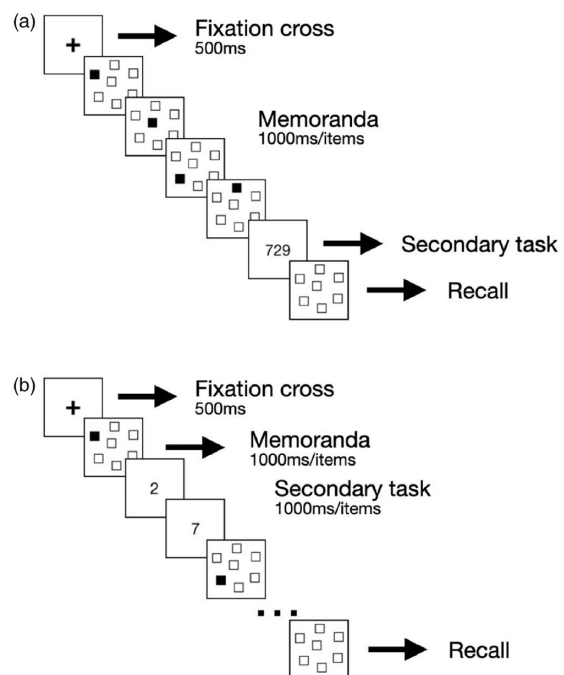 (a)
+
Fixation cross
500ms
Memoranda
1000ms/items
729
Secondary task
Recall
(b)
+
Fixation cross
500ms
Memoranda
1000ms/items
2
Secondary task
1000ms/items
7
...
Recall